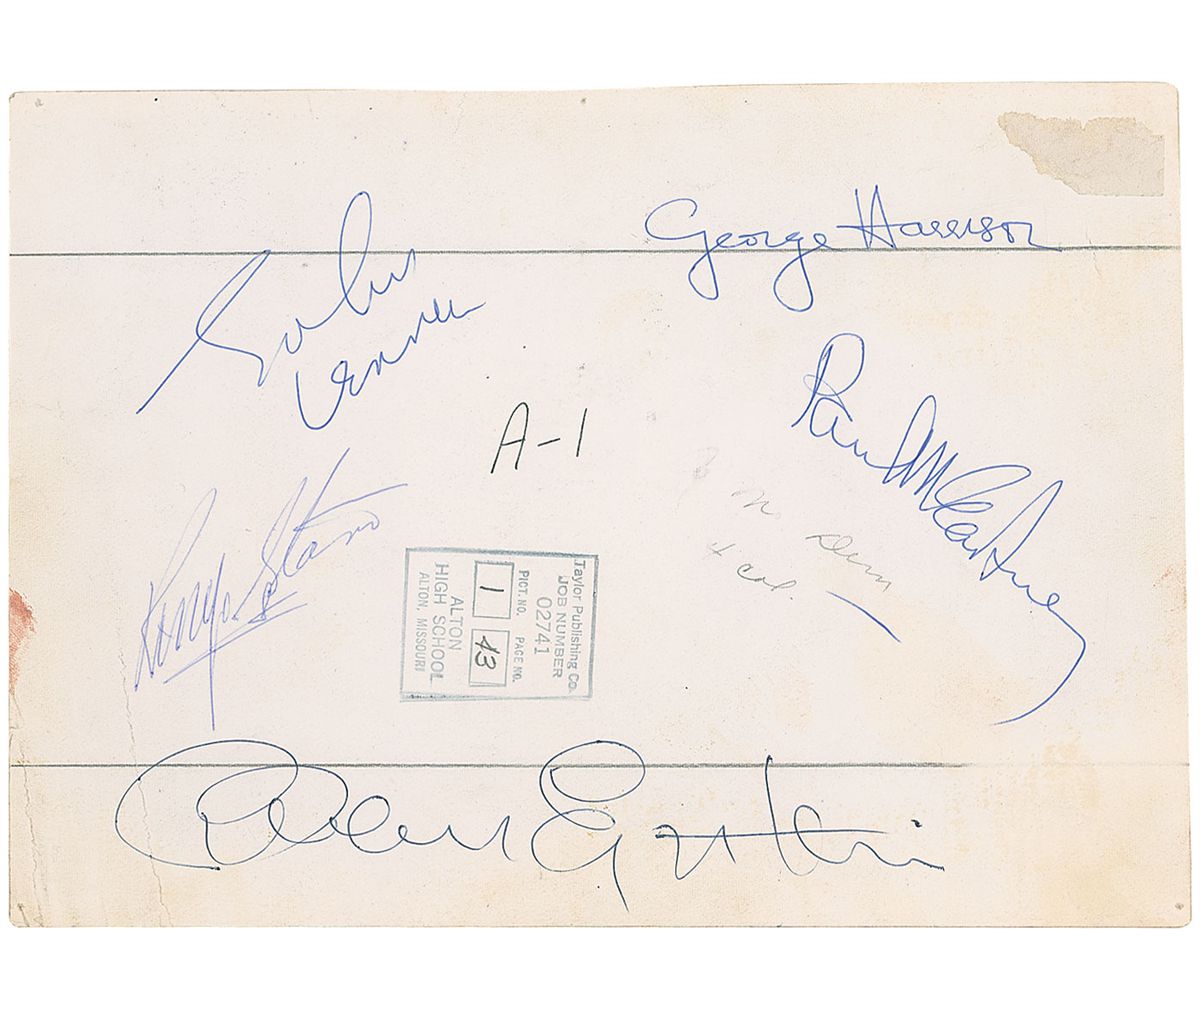 George Harrison
John
Lennon
Paul McCartney
A-1
Ringo Starr
+ col.
Taylor Publishing Co.
JOB NUMBER
02741
PICT. NO. PAGE NO.
1 43
ALTON
HIGH SCHOOL
ALTON, MISSOURI
Brian Epstein